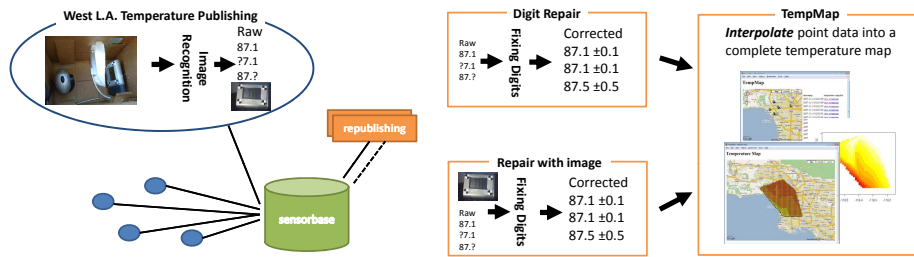 West L.A. Temperature Publishing
Image
Recognition
Raw
87.1
?7.1
87.?
republishing
sensorbase
Digit Repair
Raw
87.1
?7.1
87.?
Fixing Digits
Corrected
87.1 ±0.1
87.1 ±0.1
87.5 ±0.5
Repair with image
Raw
87.1
?7.1
87.?
Fixing Digits
Corrected
87.1 ±0.1
87.1 ±0.1
87.5 ±0.5
TempMap
Interpolate point data into a
complete temperature map
TempMap
Temperature Map